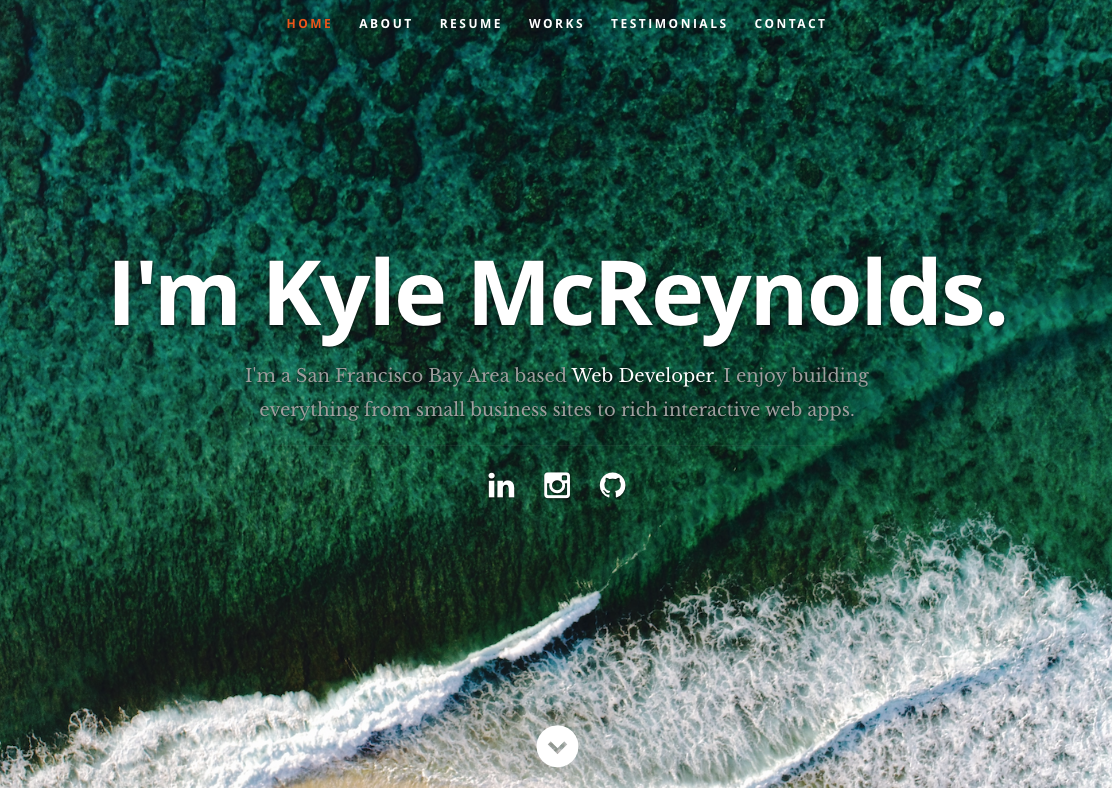 HOME ABOUT RESUME WORKS TESTIMONIALS CONTACT
I'm Kyle McReynolds.
I'm a San Francisco Bay Area based Web Developer. I enjoy building
everything from small business sites to rich interactive web apps.
in